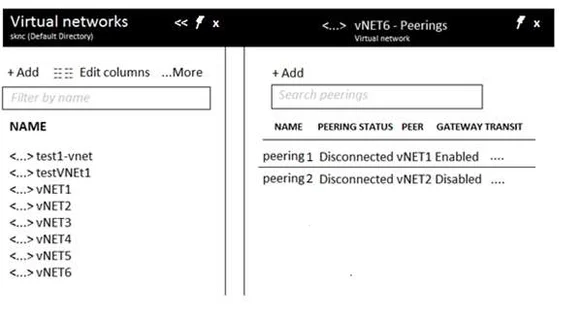 Virtual networks << x
sknc (Default Directory)
+ Add Edit columns ...More
Filter by name
NAME
<...> test1-vnet
<...> testVNEt1
<...> vNET1
<...> vNET2
<...> vNET3
<...> vNET4
<...> vNET5
<...> vNET6
<...> vNET6 - Peerings x
Virtual network
+ Add
Search peerings
NAME PEERING STATUS PEER GATEWAY TRANSIT
peering 1 Disconnected vNET1 Enabled ....
peering 2 Disconnected vNET2 Disabled ....